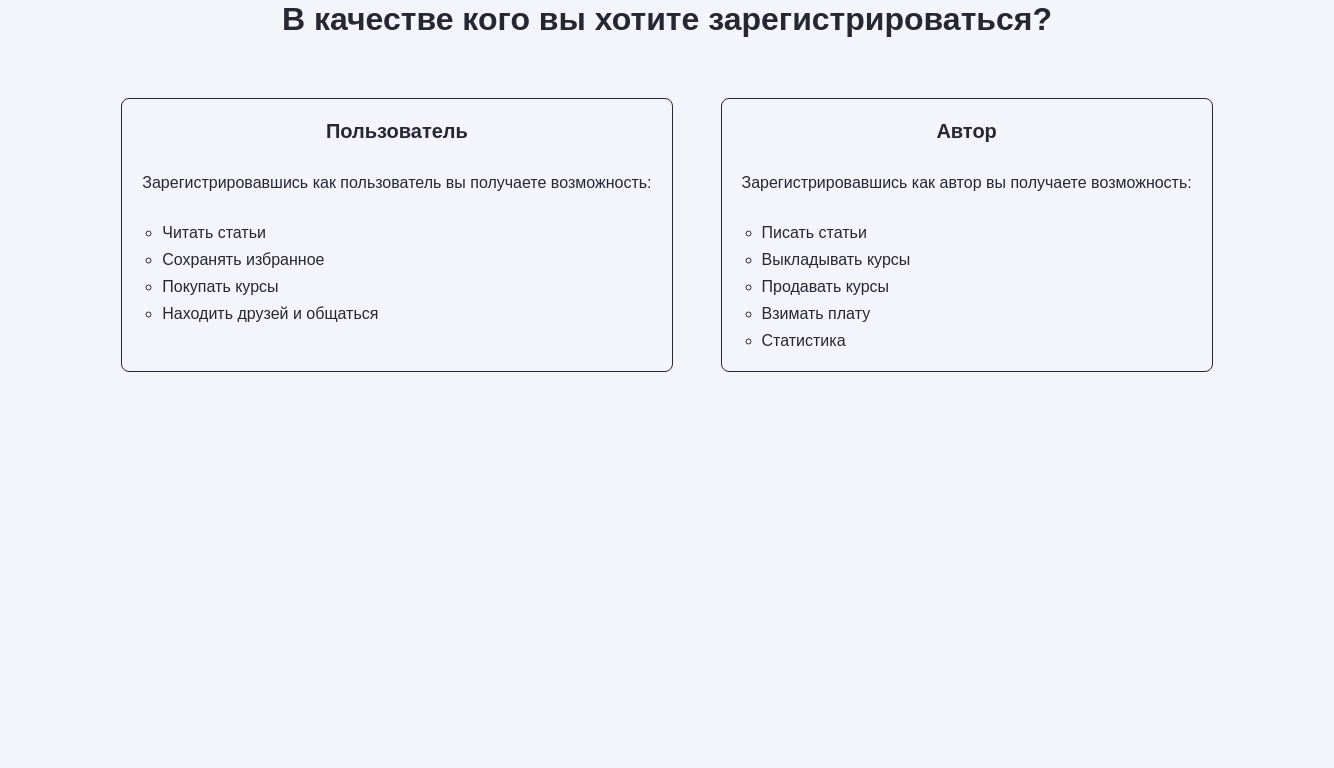 В качестве кого вы хотите зарегистрироваться?
Пользователь
Зарегистрировавшись как пользователь вы получаете возможность:
Читать статьи
Сохранять избранное
Покупать курсы
Находить друзей и общаться
Автор
Зарегистрировавшись как автор вы получаете возможность:
Писать статьи
Выкладывать курсы
Продавать курсы
Взимать плату
Статистика